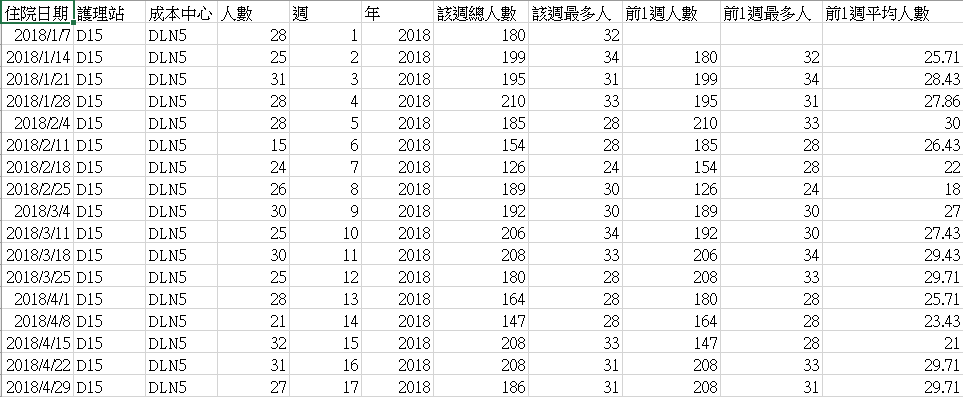 住院日期 護理站 成本中心 人數 週 年 該週總人數 該週最多人 前1週人數 前1週最多人 前1週平均人數
2018/1/7 D15 DLN5 28 1 2018 180 32
2018/1/14 D15 DLN5 25 2 2018 199 34 180 32 25.71
2018/1/21 D15 DLN5 31 3 2018 195 31 199 34 28.43
2018/1/28 D15 DLN5 28 4 2018 210 33 195 31 27.86
2018/2/4 D15 DLN5 28 5 2018 185 28 210 33 30
2018/2/11 D15 DLN5 15 6 2018 154 28 185 28 26.43
2018/2/18 D15 DLN5 24 7 2018 126 24 154 28 22
2018/2/25 D15 DLN5 26 8 2018 189 30 126 24 18
2018/3/4 D15 DLN5 30 9 2018 192 30 189 30 27
2018/3/11 D15 DLN5 25 10 2018 206 34 192 30 27.43
2018/3/18 D15 DLN5 30 11 2018 208 33 206 34 29.43
2018/3/25 D15 DLN5 25 12 2018 180 28 208 33 29.71
2018/4/1 D15 DLN5 28 13 2018 164 28 180 28 25.71
2018/4/8 D15 DLN5 21 14 2018 147 28 164 28 23.43
2018/4/15 D15 DLN5 32 15 2018 208 33 147 28 21
2018/4/22 D15 DLN5 31 16 2018 208 31 208 33 29.71
2018/4/29 D15 DLN5 27 17 2018 186 31 208 31 29.71